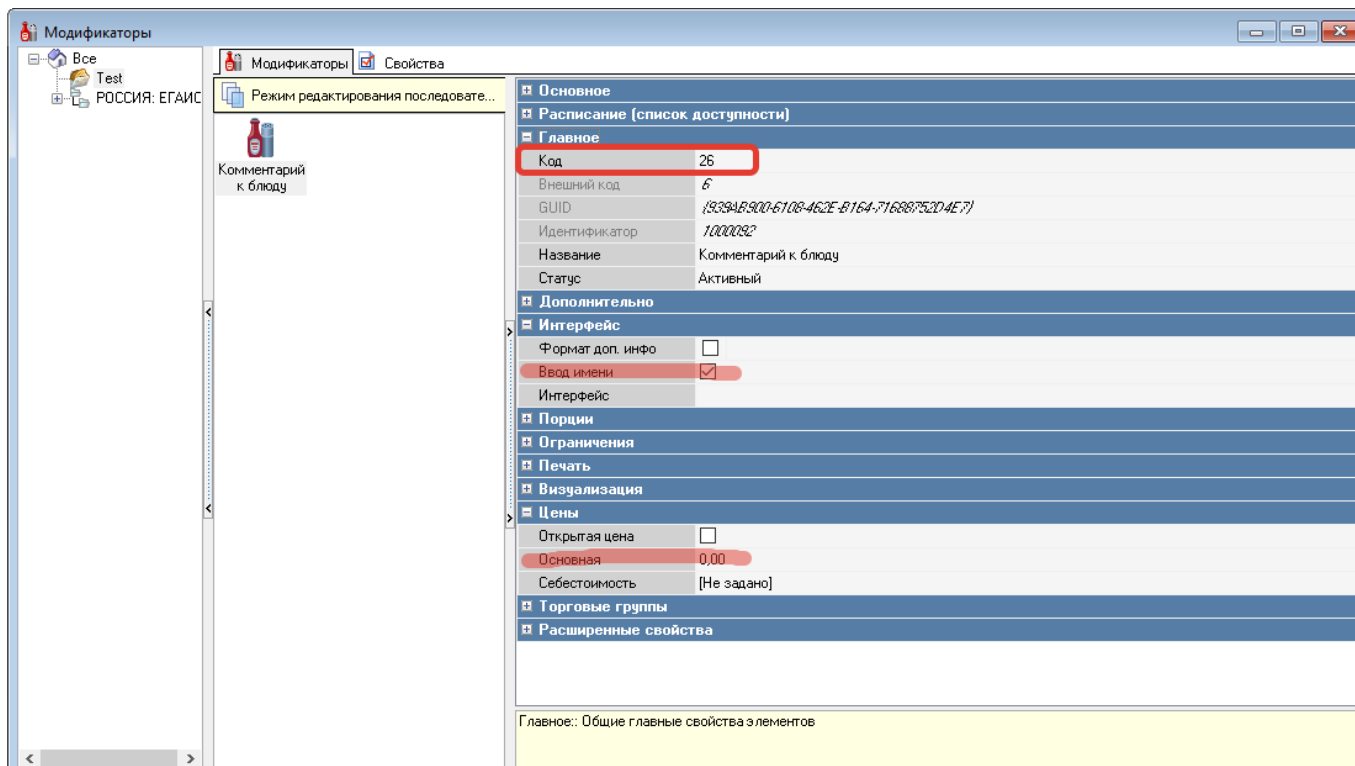 Модификаторы
Все
Test
РОССИЯ: ЕГАИС
Модификаторы
Свойства
Режим редактирования последовате...
Комментарий
к блюду
Основное
Расписание (список доступности)
Главное
Код 26
Внешний код 6
GUID {939AB900-6108-462E-B164-71688752D4E7}
Идентификатор 1000092
Название Комментарий к блюду
Статус Активный
Дополнительно
Интерфейс
Формат доп. инфо
Ввод имени
Интерфейс
Порции
Ограничения
Печать
Визуализация
Цены
Открытая цена
Основная 0,00
Себестоимость [Не задано]
Торговые группы
Расширенные свойства
Главное:: Общие главные свойства элементов